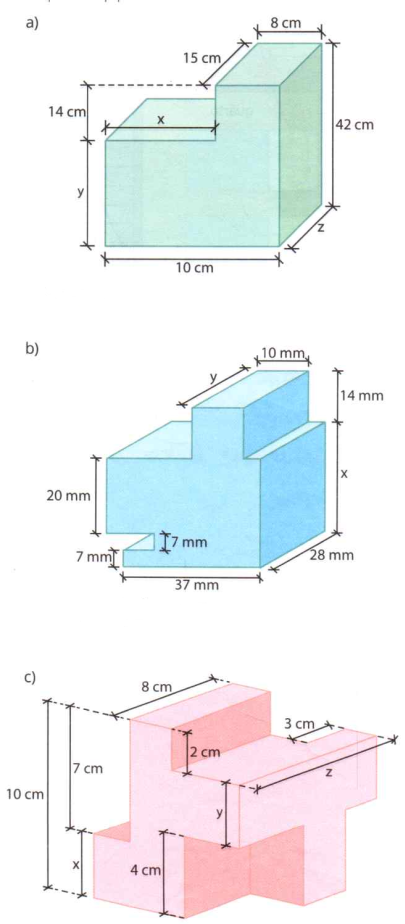 a)
8 cm
15 cm
14 cm
x
42 cm
y
z
10 cm
b)
10 mm
y
14 mm
20 mm
x
7 mm
7 mm
28 mm
37 mm
c)
8 cm
3 cm
7 cm
2 cm
z
10 cm
y
x
4 cm